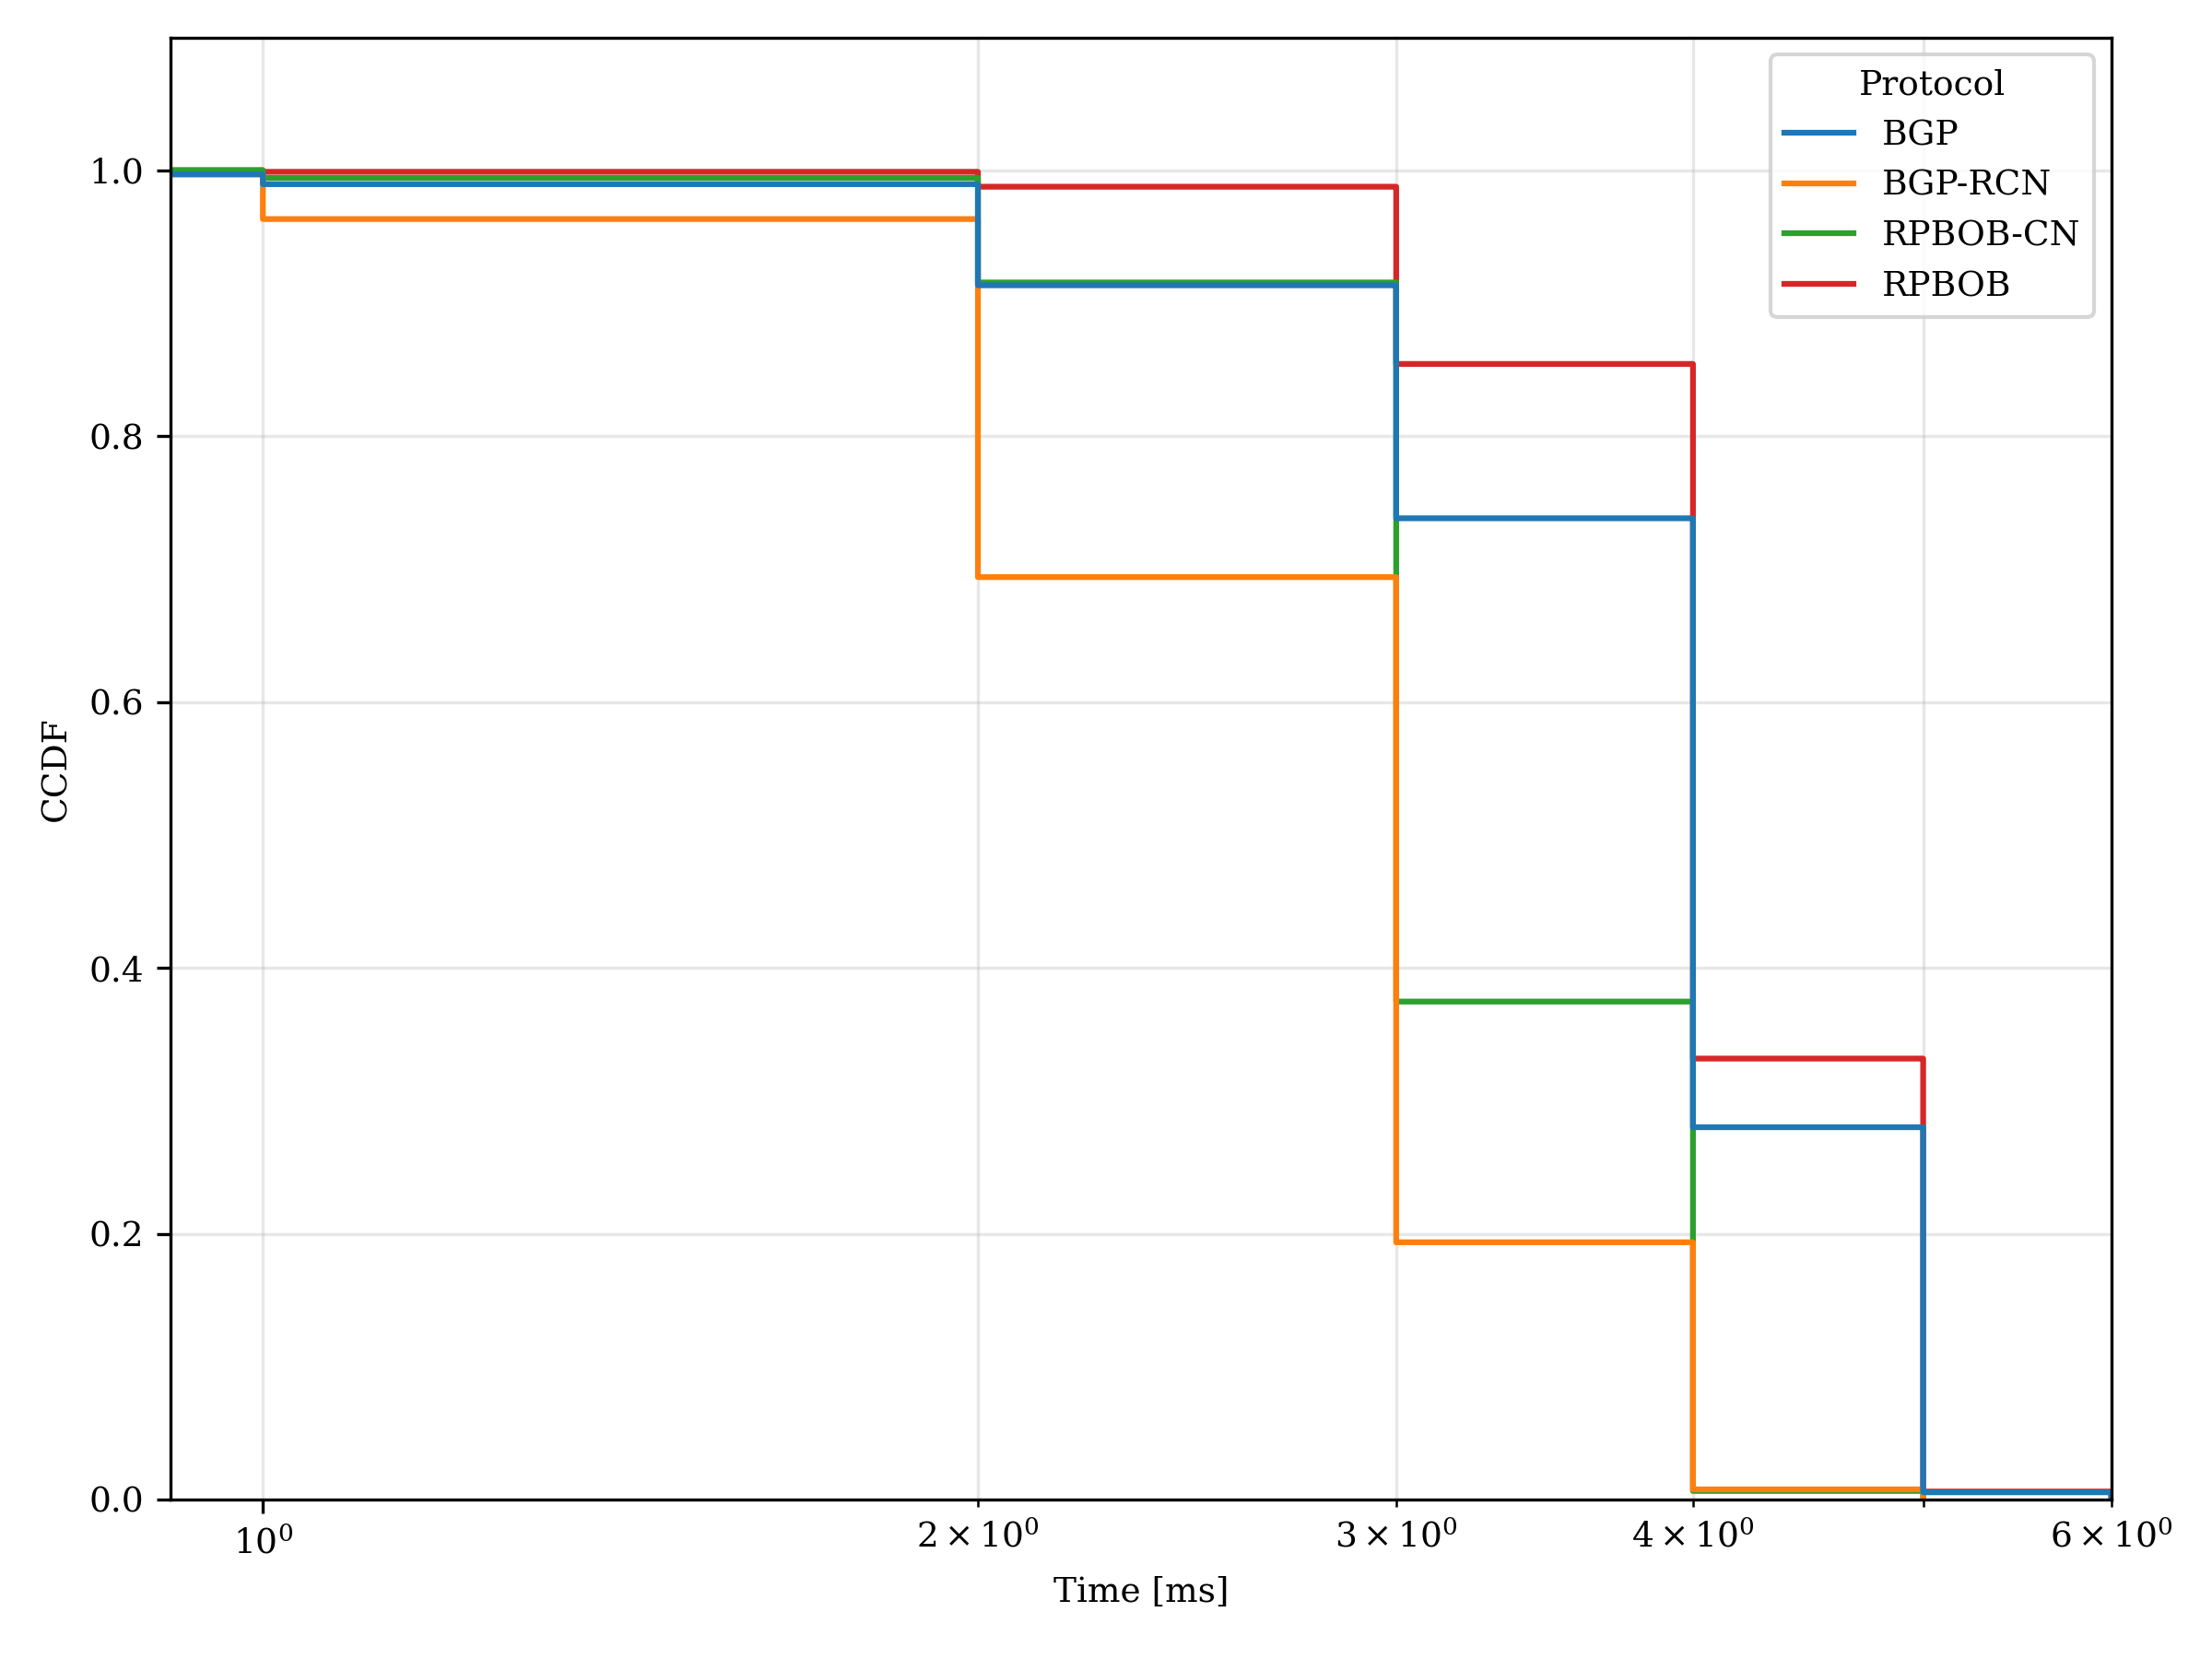 Protocol
BGP
BGP-RCN
RPBOB-CN
RPBOB
1.0
0.8
0.6
0.4
0.2
0.0
CCDF
10⁰
2 × 10⁰
3 × 10⁰
4 × 10⁰
6 × 10⁰
Time [ms]